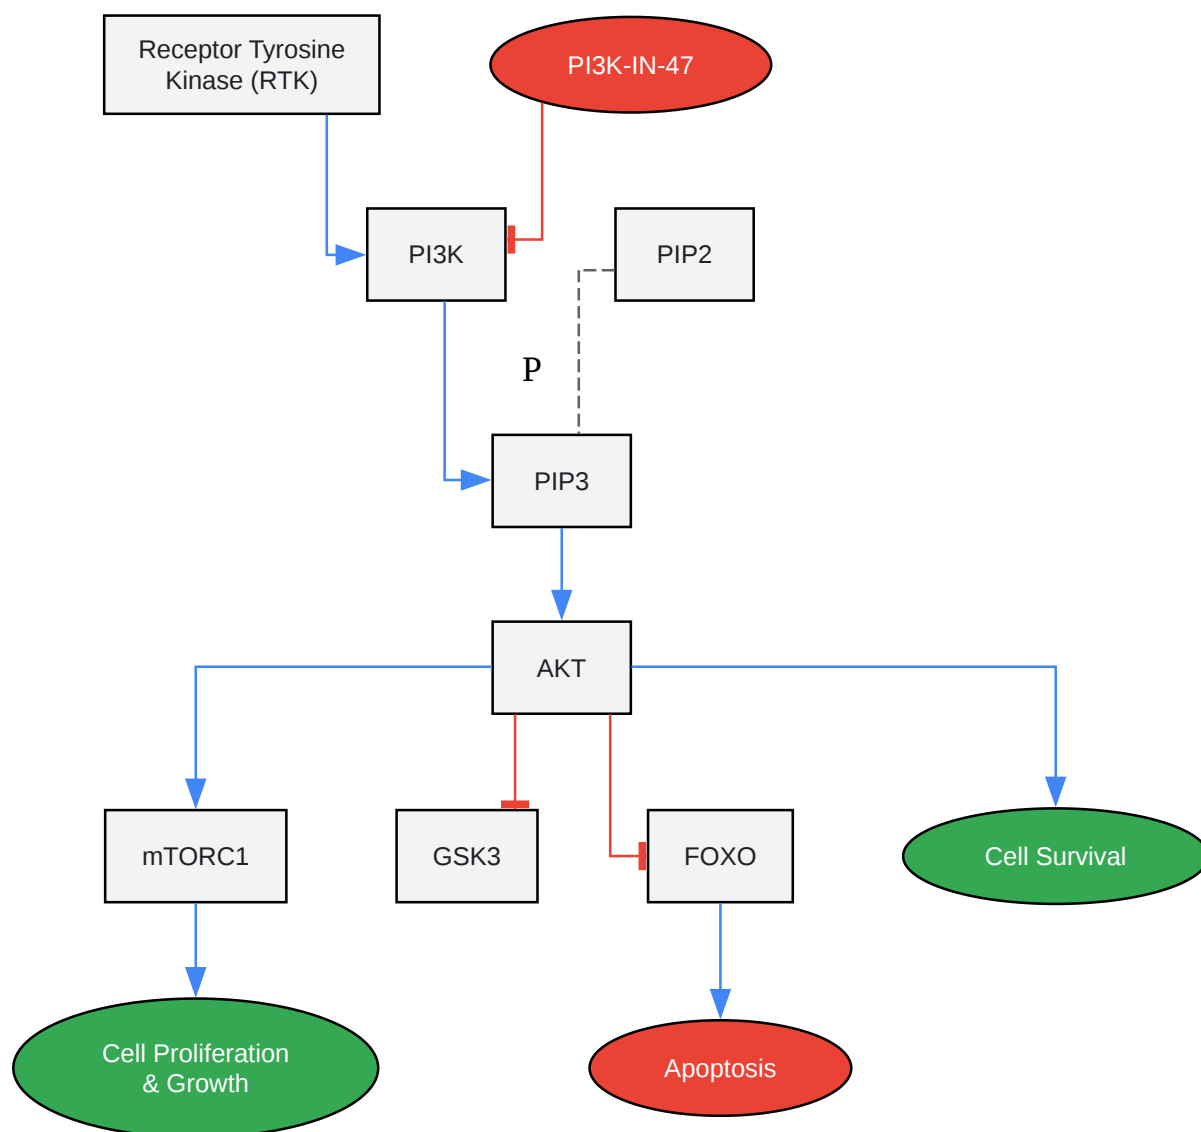 Receptor Tyrosine
Kinase (RTK)
PI3K-IN-47
PI3K
PIP2
P
PIP3
AKT
mTORC1
GSK3
FOXO
Cell Survival
Cell Proliferation
& Growth
Apoptosis